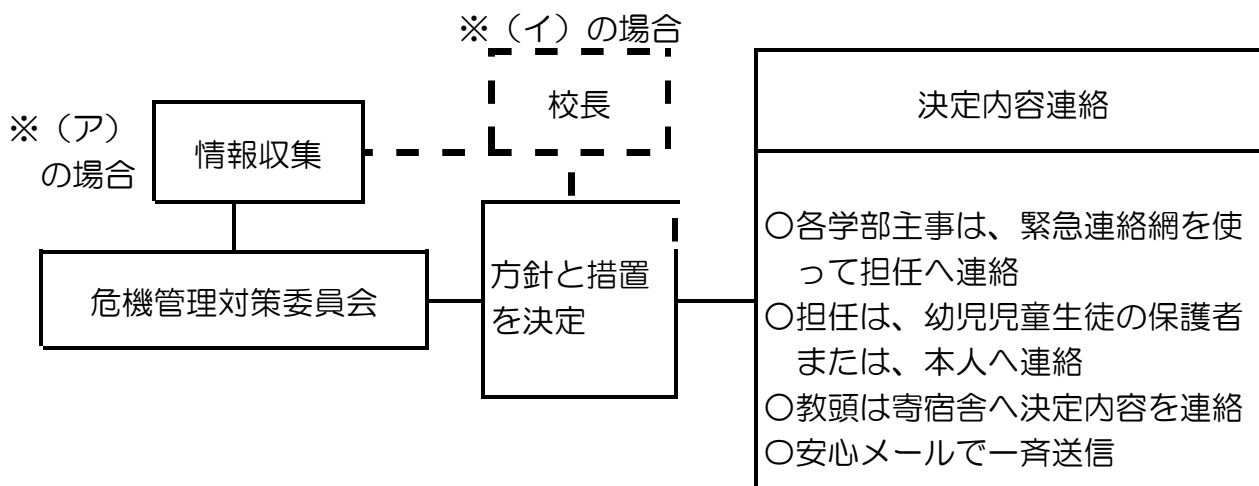 ※（イ）の場合
校長
決定内容連絡
※（ア）
の場合
情報収集
危機管理対策委員会
方針と措置
を決定
○各学部主事は、緊急連絡網を使
って担任へ連絡
○担任は、幼児児童生徒の保護者
または、本人へ連絡
○教頭は寄宿舎へ決定内容を連絡
○安心メールで一斉送信